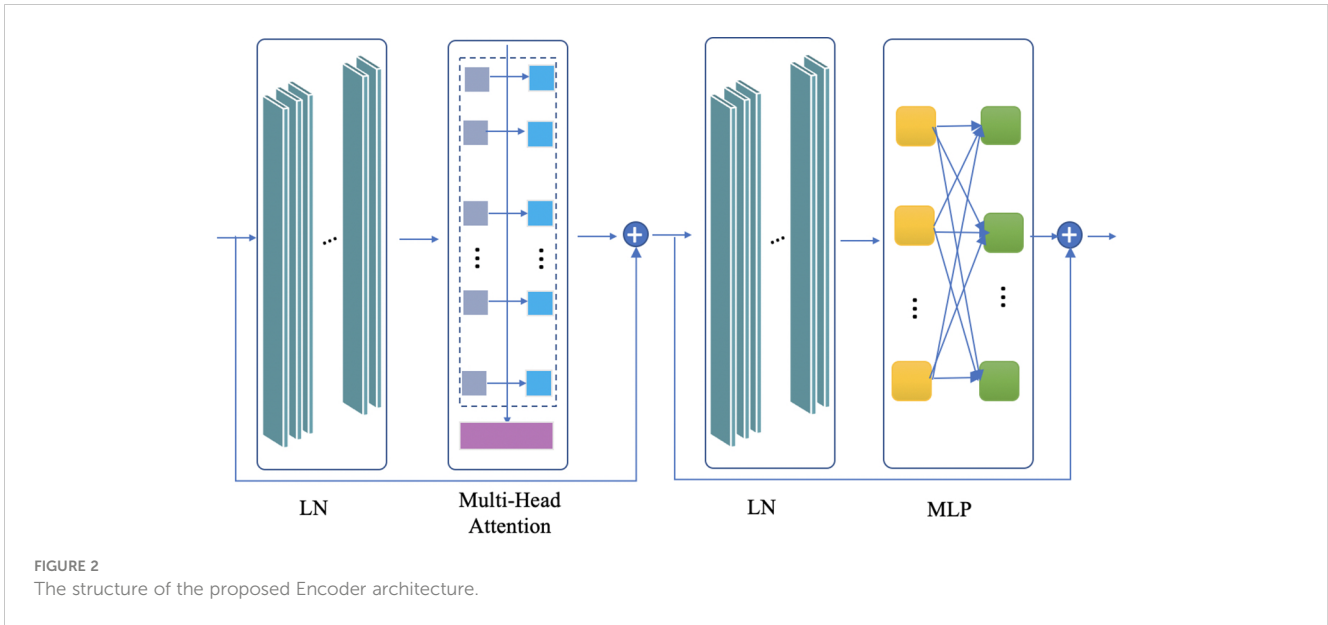 LN
Multi-Head
Attention
LN
MLP
FIGURE 2
The structure of the proposed Encoder architecture.